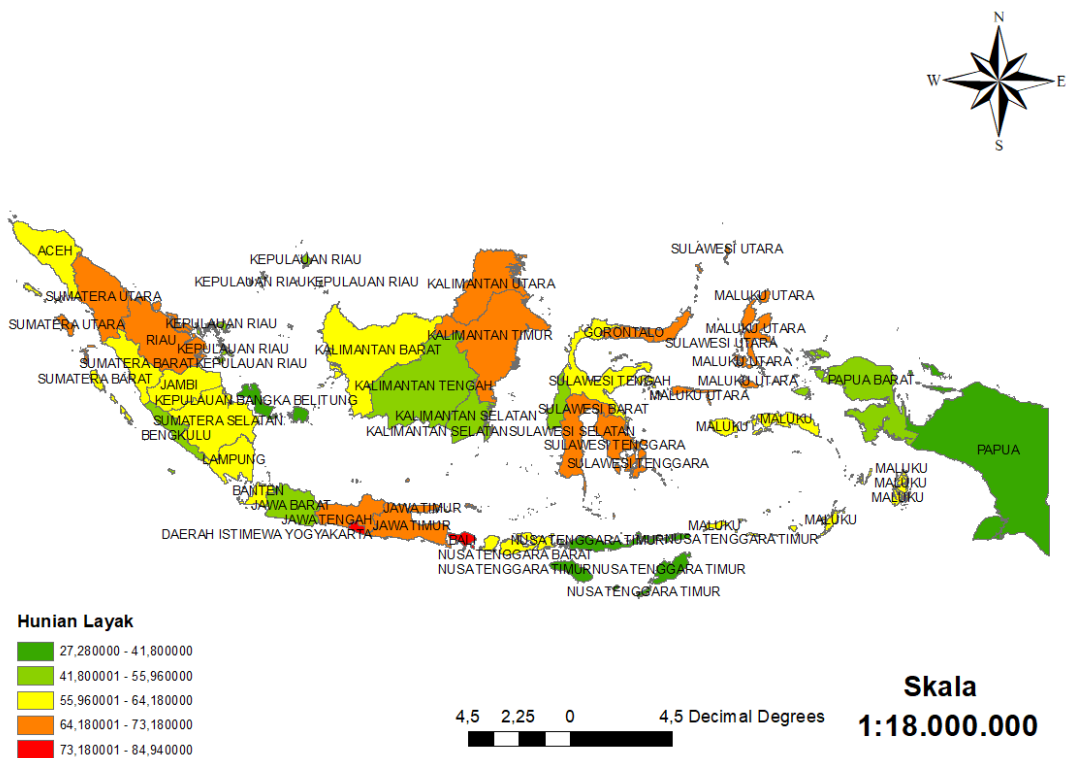 N
W
E
S
SULAWESI UTARA
ACEH
KEPULAUAN RIAU
KEPULAUAN RIAU
KEPULAUAN RIAU
KALIMANTAN UTARA
SUMATERA UTARA
MALUKU UTARA
SUMATERA UTARA
KEPULAUAN RIAU
MALUKU UTARA
GORONTALO
KALIMANTAN TIMUR
RIAU
SULAWESI UTARA
KEPULAUAN RIAU
KALIMANTAN BARAT
SUMATERA BARAT
KEPULAUAN RIAU
MALUKU UTARA
SUMATERA BARAT
JAMBI
SULAWESI TENGAH
MALUKU UTARA
PAPUA BARAT
KALIMANTAN TENGAH
MALUKU UTARA
KEPULAUAN BANGKA BELITUNG
SULAWESI BARAT
KALIMANTAN SELATAN
SUMATERA SELATAN
MALUKU
MALUKU
BENGKULU
KALIMANTAN SELATAN
SULAWESI SELATAN
SULAWESI TENGGARA
PAPUA
LAMPUNG
SULAWESI TENGGARA
MALUKU
MALUKU
BANTEN
MALUKU
JAWA BARAT
JAWA TIMUR
JAWA TENGAH
JAWA TIMUR
MALUKU
MALUKU
DAERAH ISTIMEWA YOGYAKARTA
BALI
NUSA TENGGARA TIMUR
NUSA TENGGARA TIMUR
NUSA TENGGARA BARAT
NUSA TENGGARA TIMUR
NUSA TENGGARA TIMUR
NUSA TENGGARA TIMUR
Hunian Layak
27,280000 - 41,800000
41,800001 - 55,960000
55,960001 - 64,180000
64,180001 - 73,180000
73,180001 - 84,940000
4,5 2,25 0 4,5 Decimal Degrees
Skala
1:18.000.000